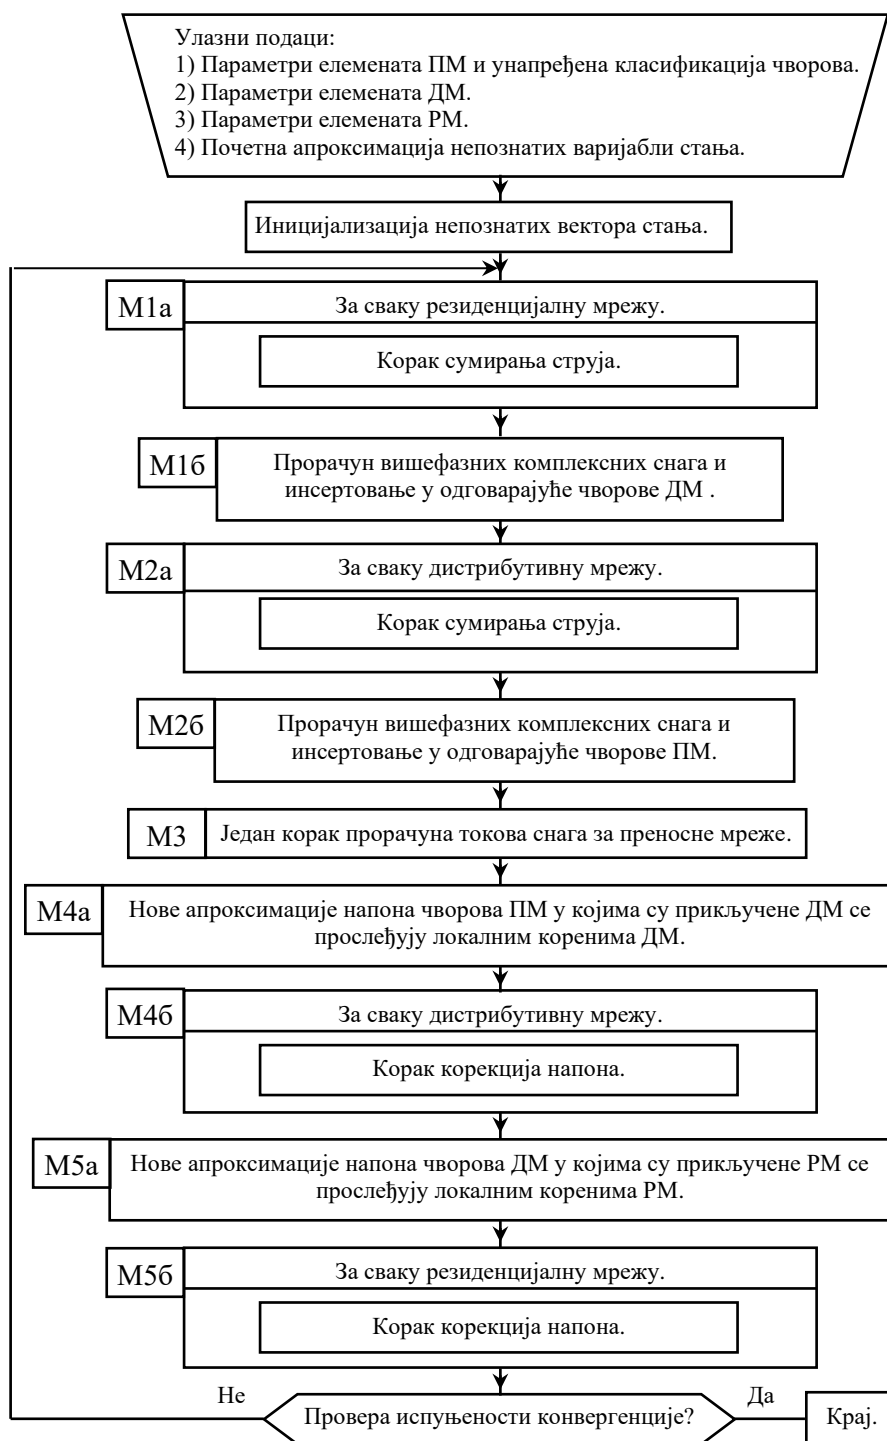 Улазни подаци:
1) Параметри елемената ПМ и унапређена класификација чворова.
2) Параметри елемената ДМ.
3) Параметри елемената РМ.
4) Почетна апроксимација непознатих варијабли стања.
Иницијализација непознатих вектора стања.
М1а
За сваку резиденцијалну мрежу.
Корак сумирања струја.
М1б
Прорачун вишефазних комплексних снага и
инсертовање у одговарајуће чворове ДМ .
М2а
За сваку дистрибутивну мрежу.
Корак сумирања струја.
М2б
Прорачун вишефазних комплексних снага и
инсертовање у одговарајуће чворове ПМ.
М3
Један корак прорачуна токова снага за преносне мреже.
М4а
Нове апроксимације напона чворова ПМ у којима су прикључене ДМ се
прослеђују локалним коренима ДМ.
М4б
За сваку дистрибутивну мрежу.
Корак корекција напона.
М5а
Нове апроксимације напона чворова ДМ у којима су прикључене РМ се
прослеђују локалним коренима РМ.
М5б
За сваку резиденцијалну мрежу.
Корак корекција напона.
Не
Провера испуњености конвергенције?
Да
Крај.